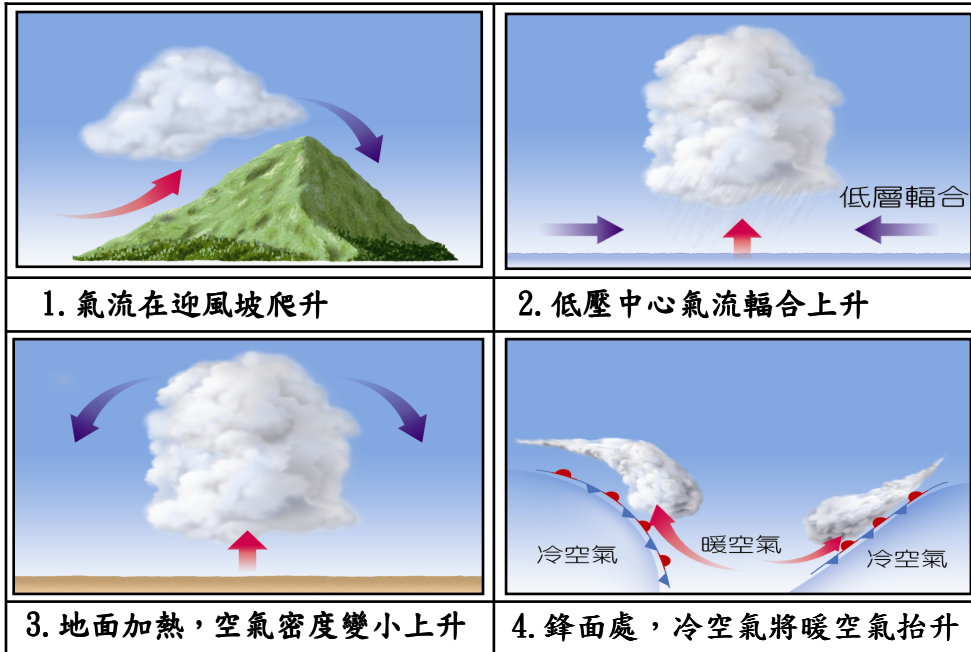 低層輻合
1.氣流在迎風坡爬升
2.低壓中心氣流輻合上升
冷空氣
暖空氣
冷空氣
3.地面加熱，空氣密度變小上升
4.鋒面處，冷空氣將暖空氣抬升